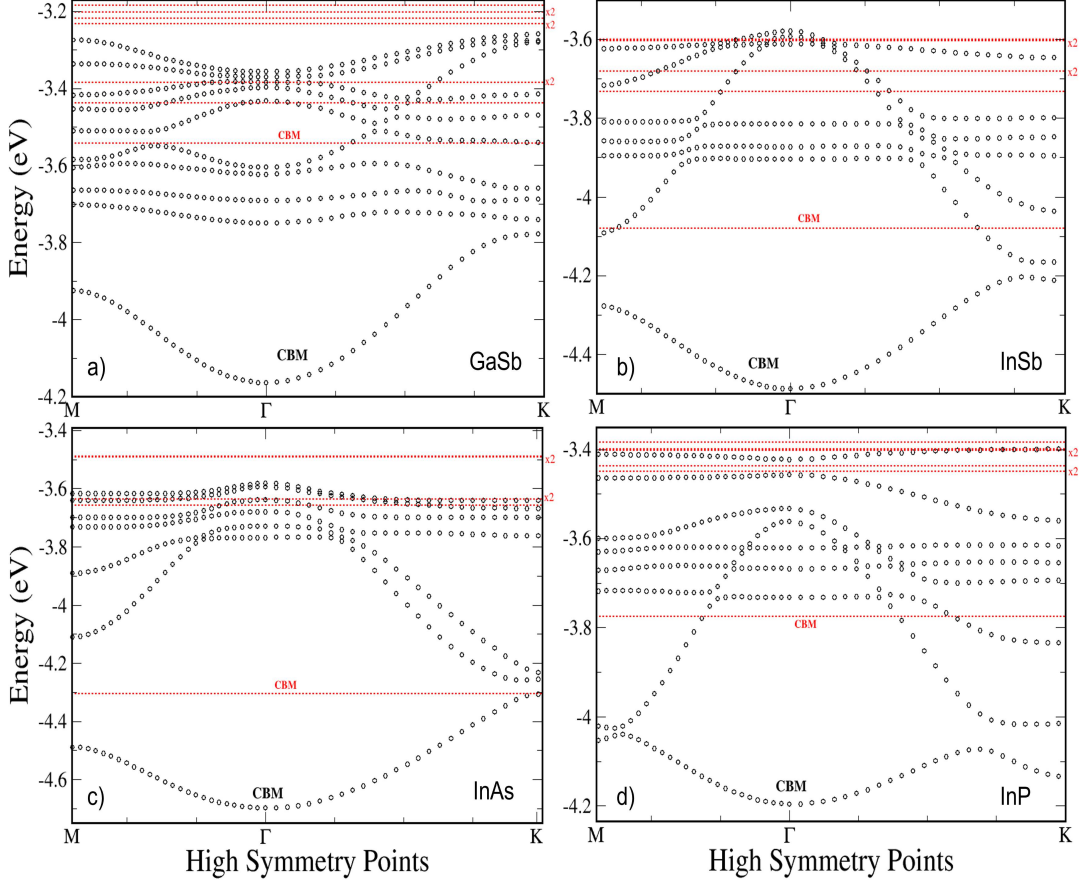 -3.2
-3.4
-3.6
-3.8
-4
-4.2
Energy (eV)
x2
x2
CBM
CBM
a)
GaSb
M
Γ
K
-3.6
-3.8
-4
-4.2
-4.4
x2
x2
CBM
CBM
b)
InSb
M
Γ
K
-3.4
-3.6
-3.8
-4
-4.2
-4.4
-4.6
Energy (eV)
x2
x2
CBM
CBM
c)
InAs
M
Γ
K
High Symmetry Points
-3.4
-3.6
-3.8
-4
-4.2
x2
x2
CBM
CBM
d)
InP
M
Γ
K
High Symmetry Points